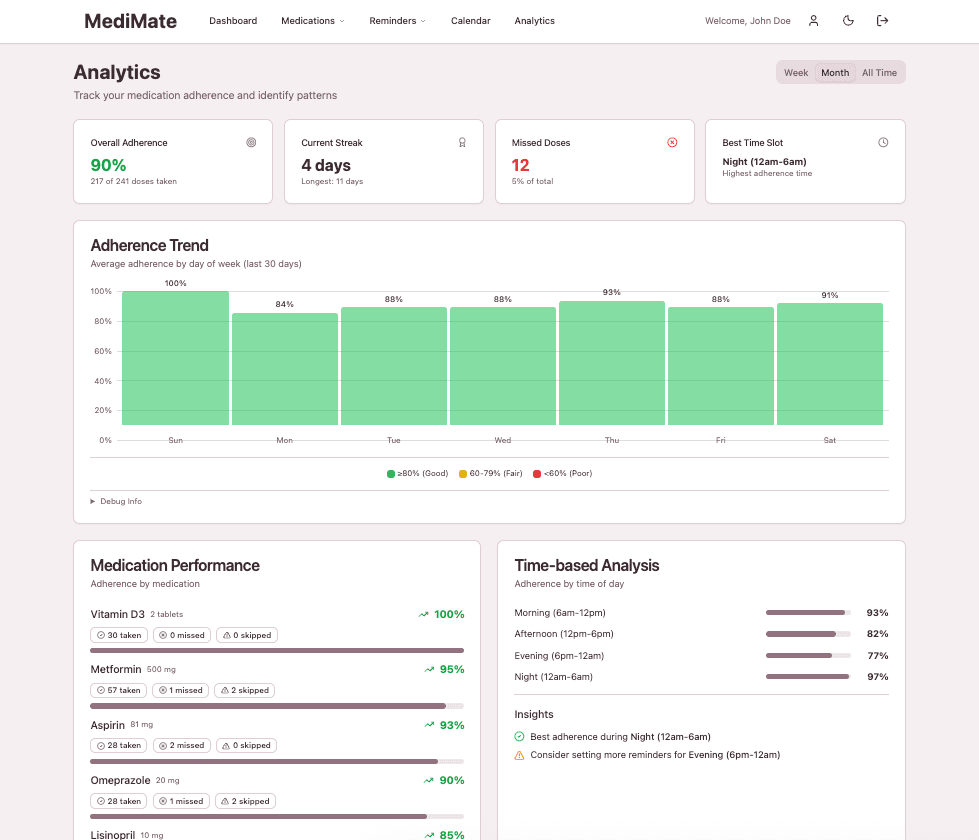 MediMate Dashboard Medications Reminders Calendar Analytics Welcome, John Doe
Analytics
Track your medication adherence and identify patterns
Week Month All Time
Overall Adherence
90%
217 of 241 doses taken
Current Streak
4 days
Longest: 11 days
Missed Doses
12
5% of total
Best Time Slot
Night (12am-6am)
Highest adherence time
Adherence Trend
Average adherence by day of week (last 30 days)
100%
80%
60%
40%
20%
0%
100% 84% 88% 88% 93% 88% 91%
Sun Mon Tue Wed Thu Fri Sat
≥80% (Good) 60-79% (Fair) <60% (Poor)
Debug Info
Medication Performance
Adherence by medication
Vitamin D3 2 tablets 100%
30 taken 0 missed 0 skipped
Metformin 500 mg 95%
57 taken 1 missed 2 skipped
Aspirin 81 mg 93%
28 taken 2 missed 0 skipped
Omeprazole 20 mg 90%
28 taken 1 missed 2 skipped
Lisinopril 10 mg 85%
Time-based Analysis
Adherence by time of day
Morning (6am-12pm) 93%
Afternoon (12pm-6pm) 82%
Evening (6pm-12am) 77%
Night (12am-6am) 97%
Insights
Best adherence during Night (12am-6am)
Consider setting more reminders for Evening (6pm-12am)